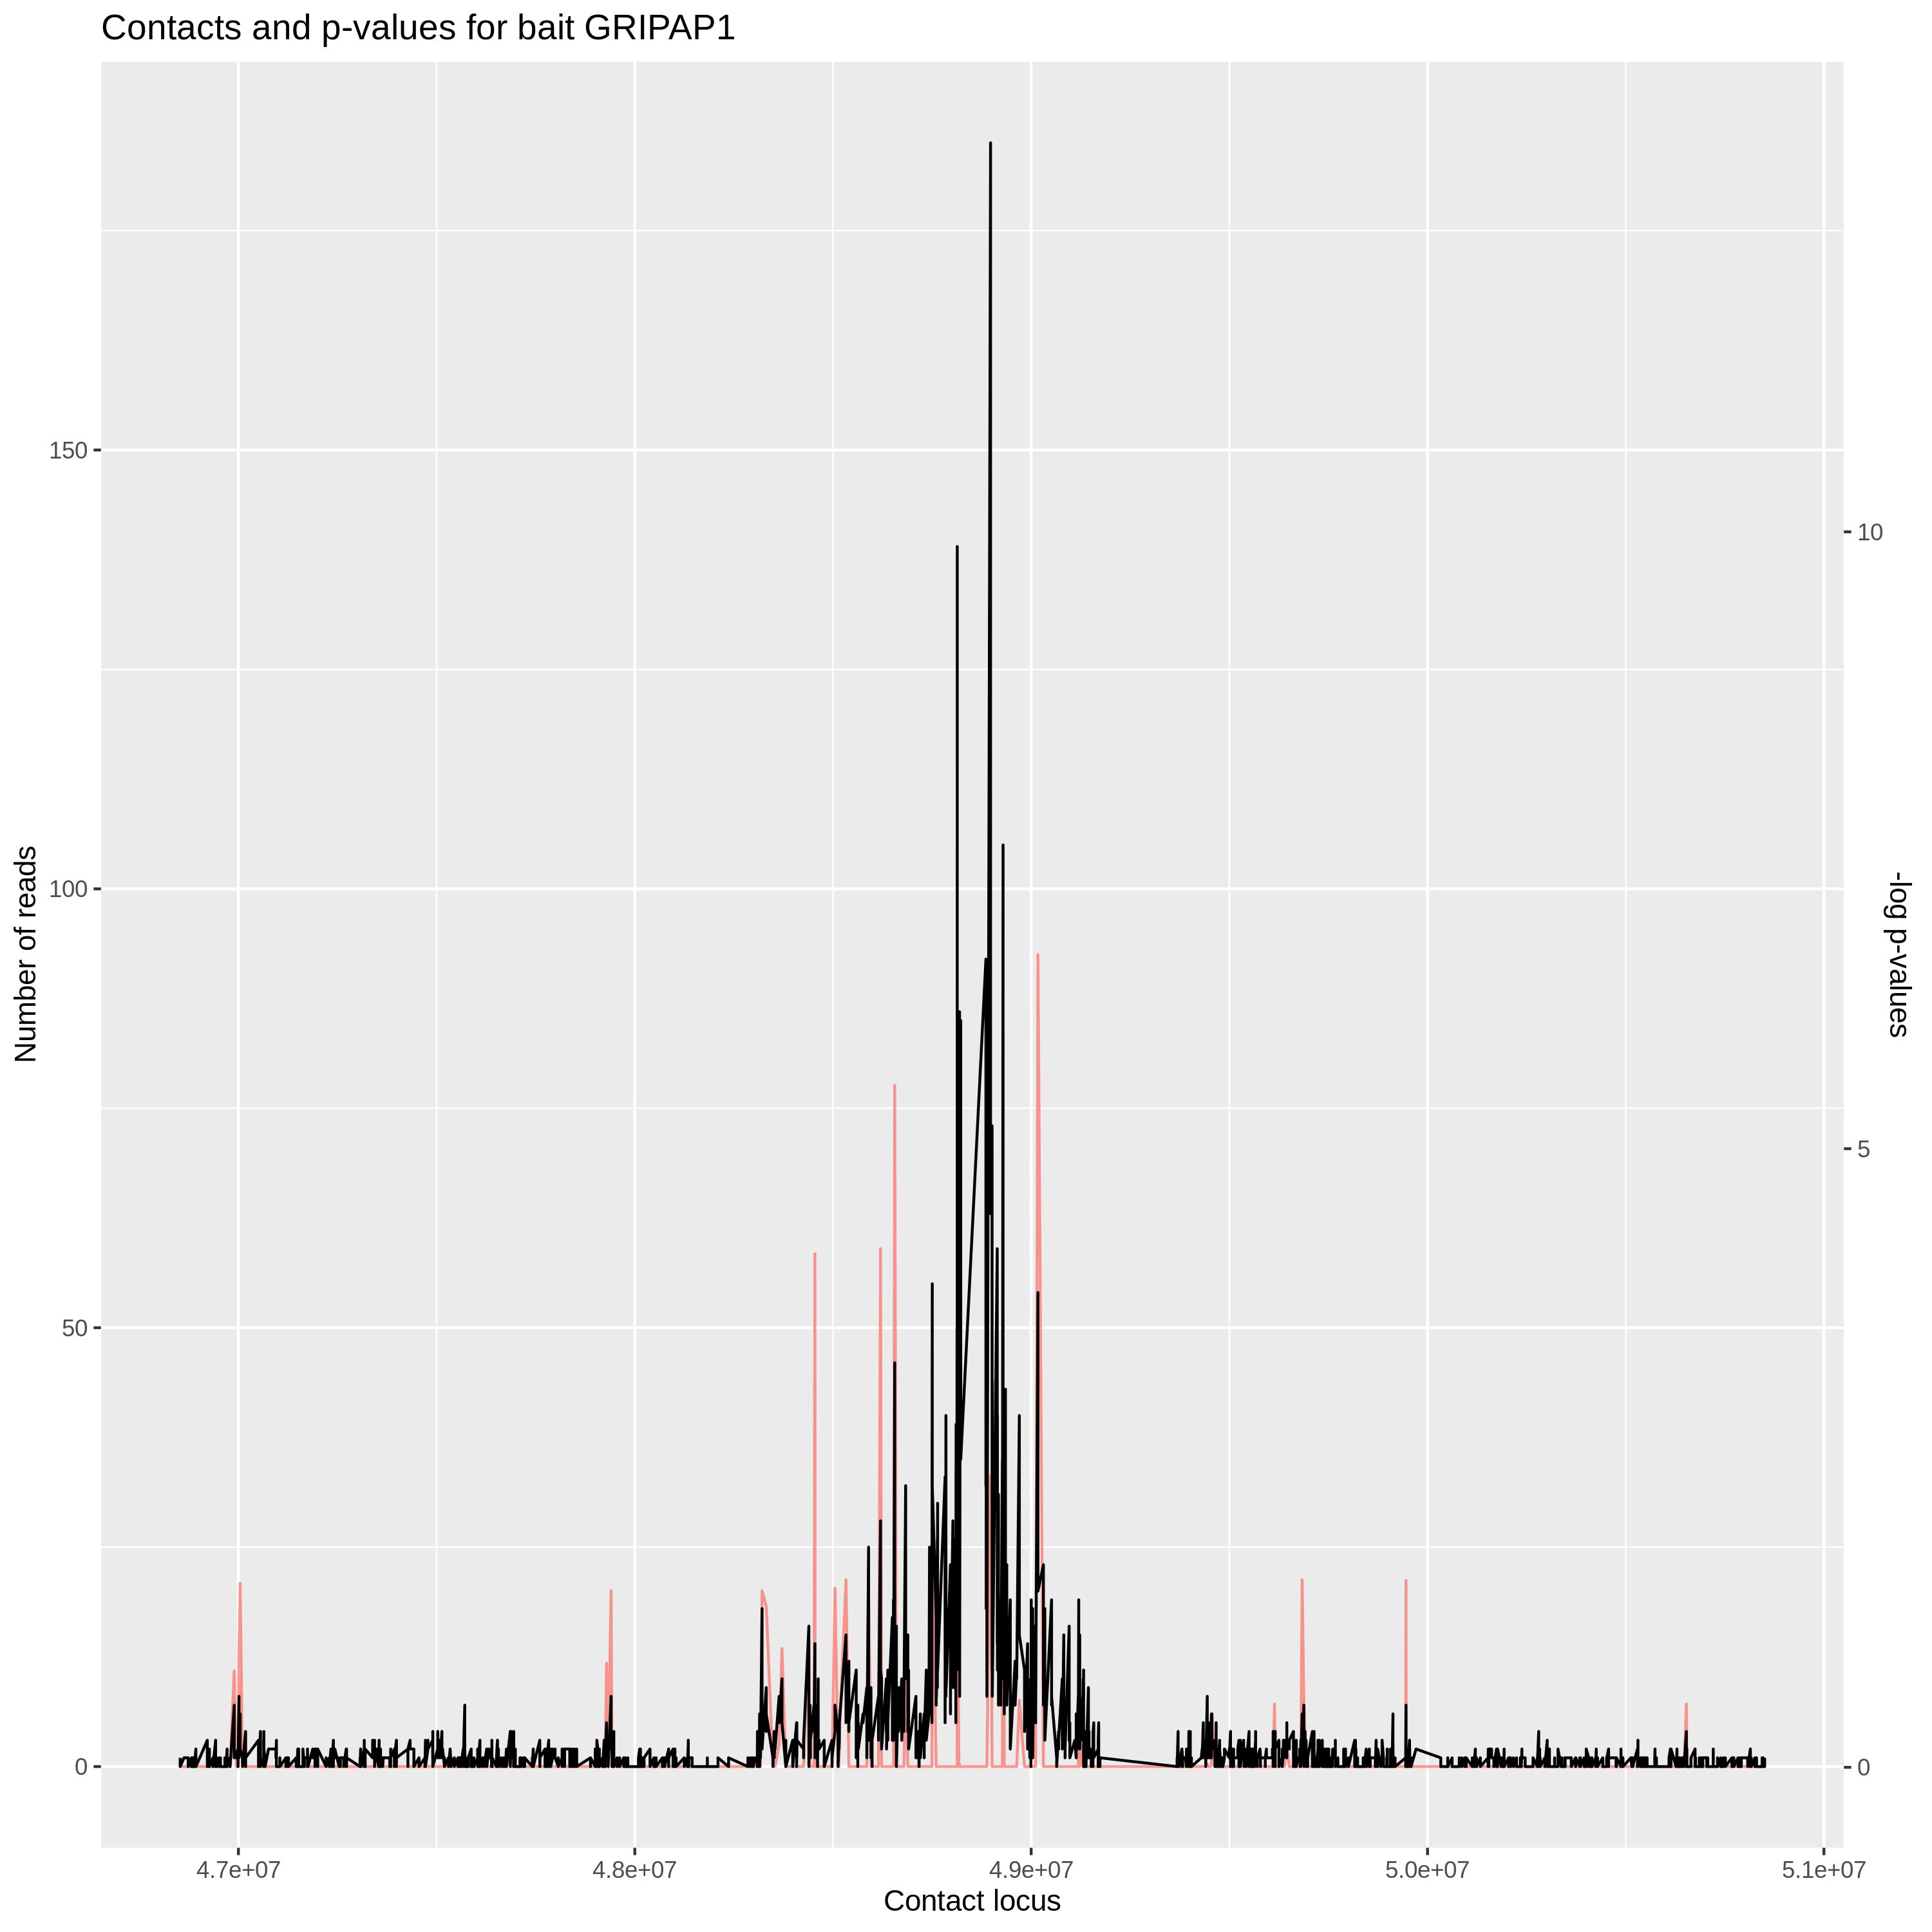 Contacts and p-values for bait GRIPAP1
Number of reads
150
100
50
0
10
5
0
-log p-values
4.7e+07 4.8e+07 4.9e+07 5.0e+07 5.1e+07
Contact locus